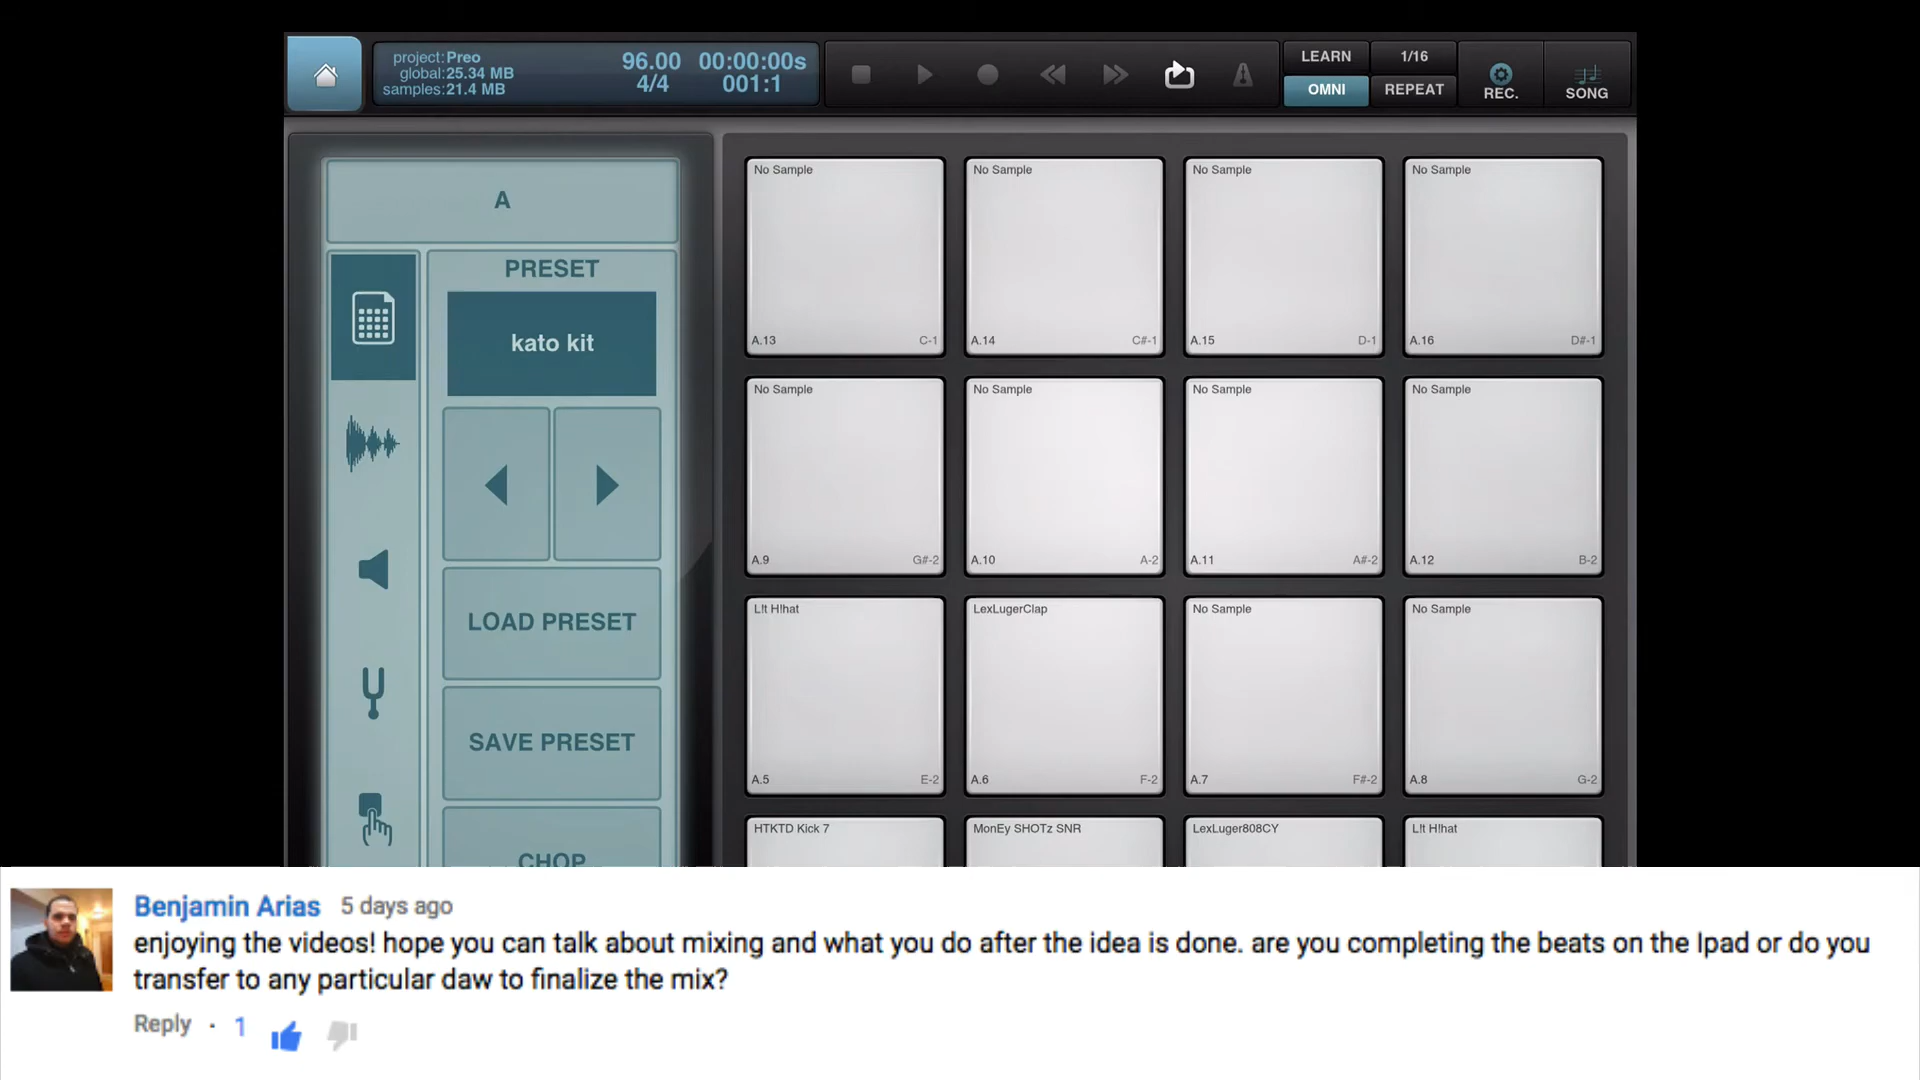 project:Preo
global:25.34 MB
samples:21.4 MB
96.00
4/4
00:00:00s
001:1
LEARN
OMNI
1/16
REPEAT
REC.
SONG
A
PRESET
kato kit
LOAD PRESET
SAVE PRESET
CHOP
No Sample
A.13 C-1
No Sample
A.14 C#-1
No Sample
A.15 D-1
No Sample
A.16 D#-1
No Sample
A.9 G#-2
No Sample
A.10 A-2
No Sample
A.11 A#-2
No Sample
A.12 B-2
L!t H!hat
A.5 E-2
LexLugerClap
A.6 F-2
No Sample
A.7 F#-2
No Sample
A.8 G-2
HTKTD Kick 7
MonEy SHOTz SNR
LexLuger808CY
L!t H!hat
Benjamin Arias 5 days ago
enjoying the videos! hope you can talk about mixing and what you do after the idea is done. are you completing the beats on the Ipad or do you
transfer to any particular daw to finalize the mix?
Reply · 1